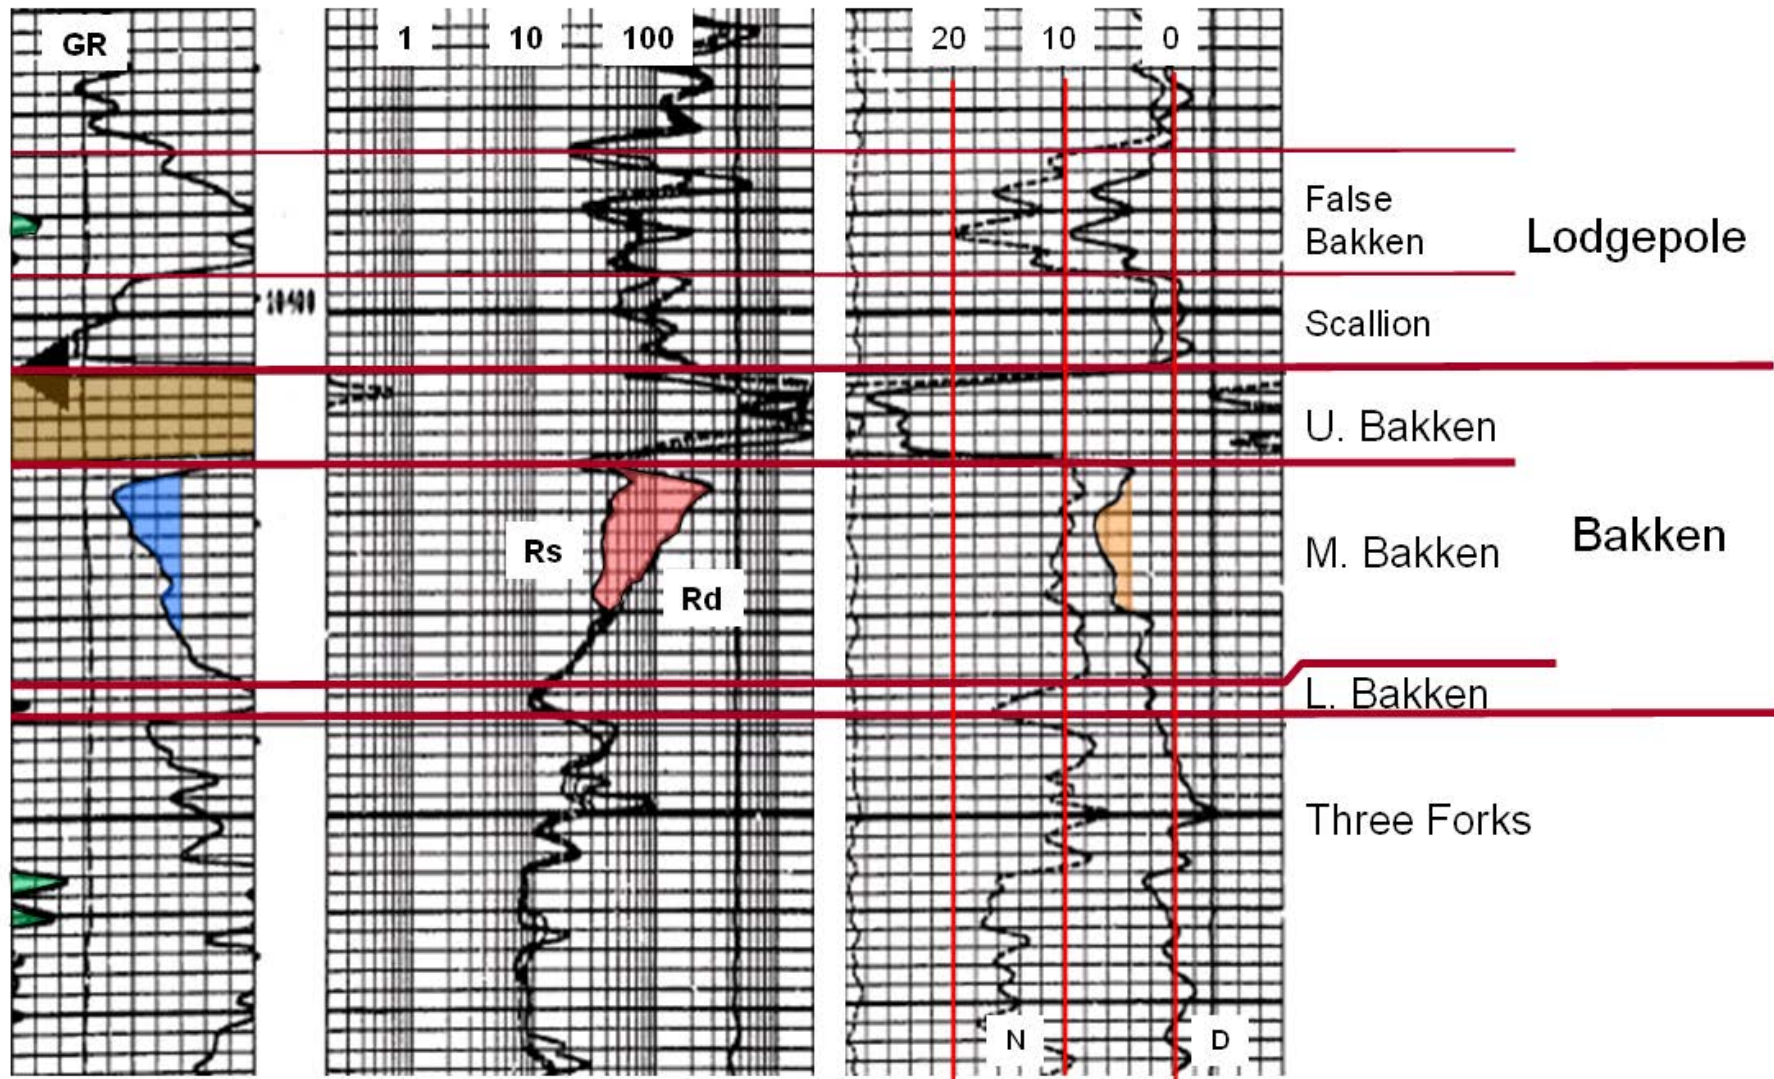 GR
1 10 100
20 10 0
False
Bakken
Lodgepole
10400
Scallion
U. Bakken
Rs
M. Bakken
Bakken
Rd
L. Bakken
Three Forks
N
D